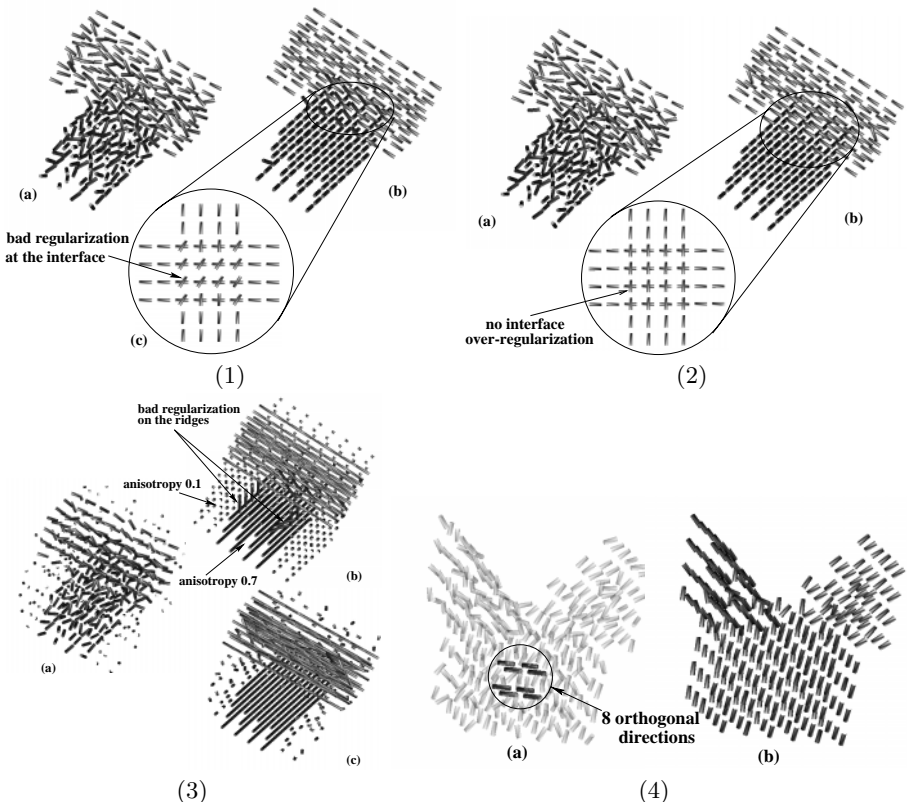 (a)
(b)
bad regularization
at the interface
(c)
(1)
(a)
(b)
no interface
over-regularization
(2)
bad regularization
on the ridges
anisotropy 0.1
anisotropy 0.7
(b)
(a)
(c)
(3)
8 orthogonal
directions
(a)
(b)
(4)